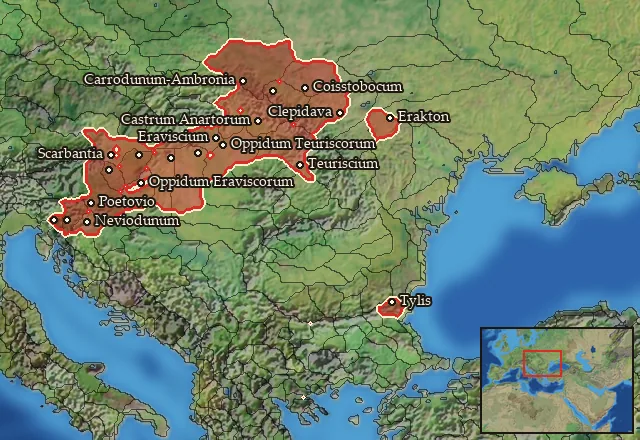 Carrodunum-Ambronia
Coisstobocum
Clepidava
Castrum Anartorum
Erakton
Eraviscium
Oppidum Teuriscorum
Scarbantia
Teuriscium
Oppidum Eraviscorum
Poetovio
Neviodunum
Tylis